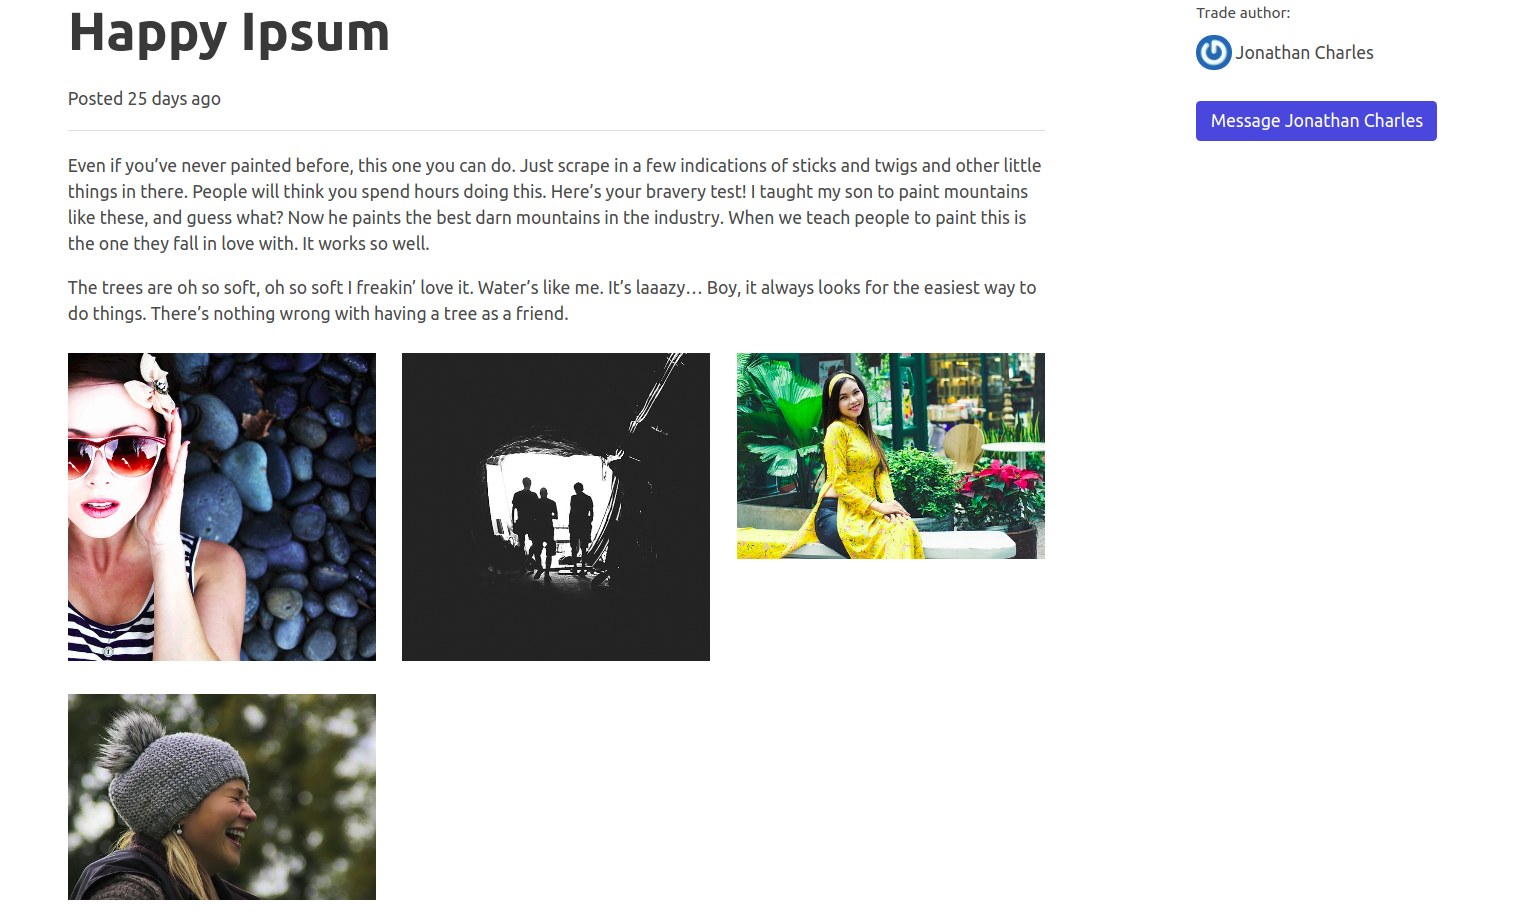 Happy Ipsum
Posted 25 days ago
Even if you’ve never painted before, this one you can do. Just scrape in a few indications of sticks and twigs and other little
things in there. People will think you spend hours doing this. Here’s your bravery test! I taught my son to paint mountains
like these, and guess what? Now he paints the best darn mountains in the industry. When we teach people to paint this is
the one they fall in love with. It works so well.
The trees are oh so soft, oh so soft I freakin’ love it. Water’s like me. It’s laaazy… Boy, it always looks for the easiest way to
do things. There’s nothing wrong with having a tree as a friend.
Trade author:
Jonathan Charles
Message Jonathan Charles